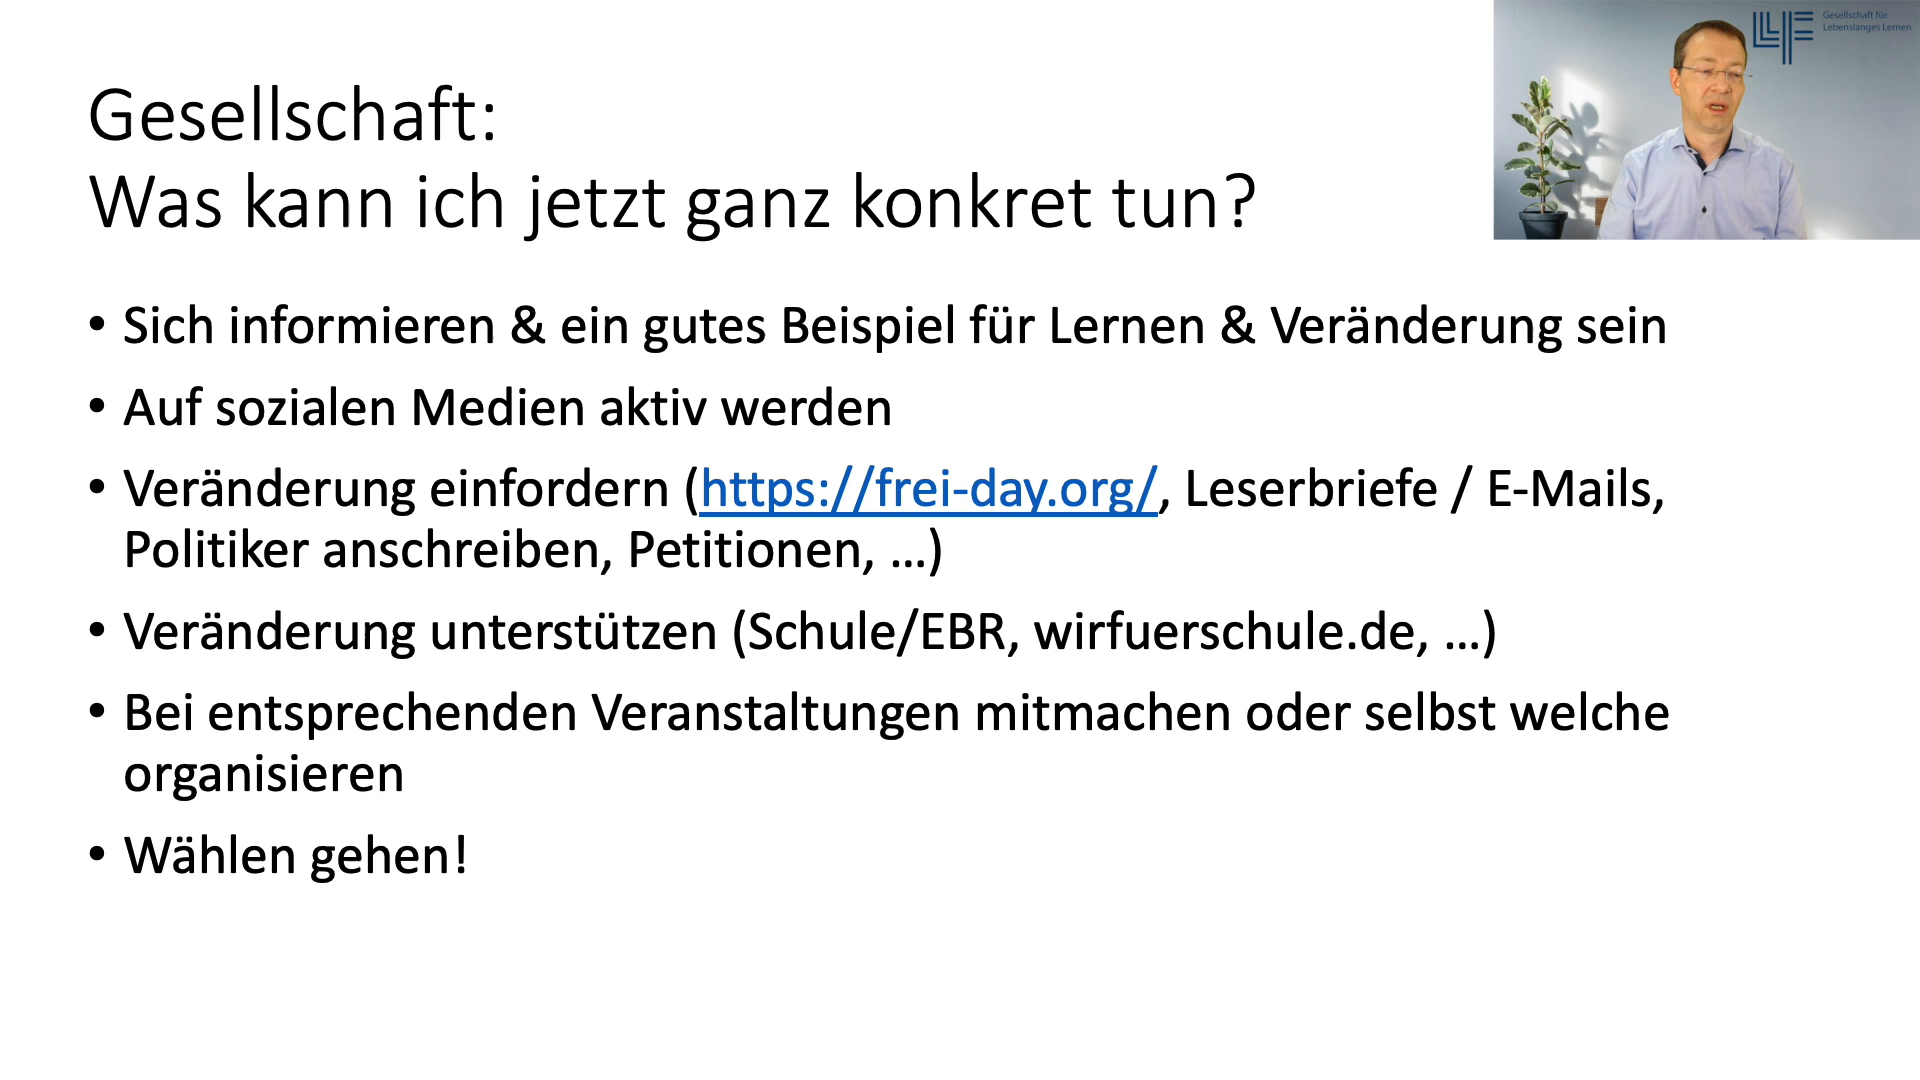 Gesellschaft:
Was kann ich jetzt ganz konkret tun?
Gesellschaft für
Lebenslanges Lernen
• Sich informieren & ein gutes Beispiel für Lernen & Veränderung sein
• Auf sozialen Medien aktiv werden
• Veränderung einfordern (https://frei-day.org/, Leserbriefe / E-Mails,
Politiker anschreiben, Petitionen, …)
• Veränderung unterstützen (Schule/EBR, wirfuerschule.de, …)
• Bei entsprechenden Veranstaltungen mitmachen oder selbst welche
organisieren
• Wählen gehen!